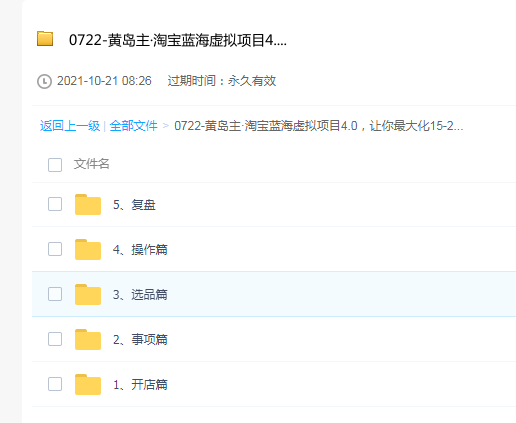 0722-黄岛主·淘宝蓝海虚拟项目4....
2021-10-21 08:26 过期时间：永久有效
返回上一级 | 全部文件 > 0722-黄岛主·淘宝蓝海虚拟项目4.0，让你最大化15-2...
文件名
5、复盘
4、操作篇
3、选品篇
2、事项篇
1、开店篇